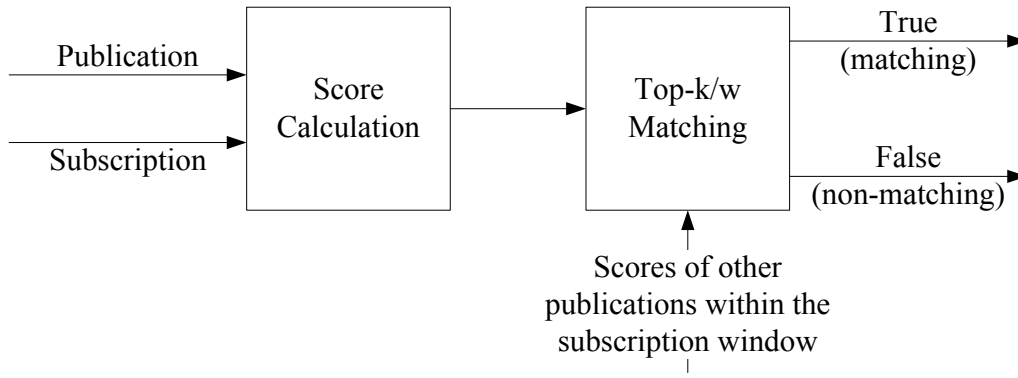 Publication
Subscription
Score
Calculation
Top-k/w
Matching
True
(matching)
False
(non-matching)
Scores of other
publications within the
subscription window